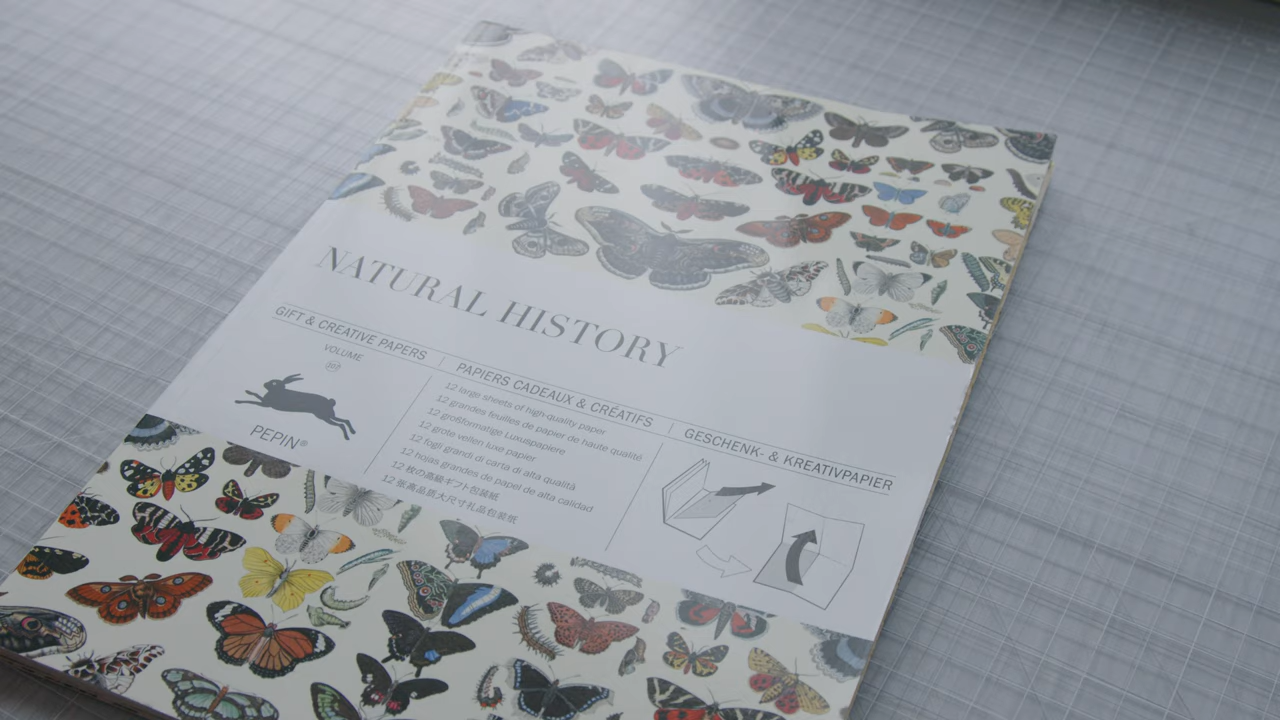 NATURAL HISTORY
GIFT & CREATIVE PAPERS | PAPIERS CADEAUX & CRÉATIFS | GESCHENK- & KREATIVPAPIER
VOLUME
PEPIN®
12 large sheets of high-quality paper
12 grandes feuilles de papier de haute qualité
12 großformatige Luxuspapiere
12 grote vellen luxe papier
12 fogli grandi di carta di alta qualità
12 hojas grandes de papel de alta calidad
12 枚の高級ギフト包装紙
12 张高品质大尺寸礼品包装纸